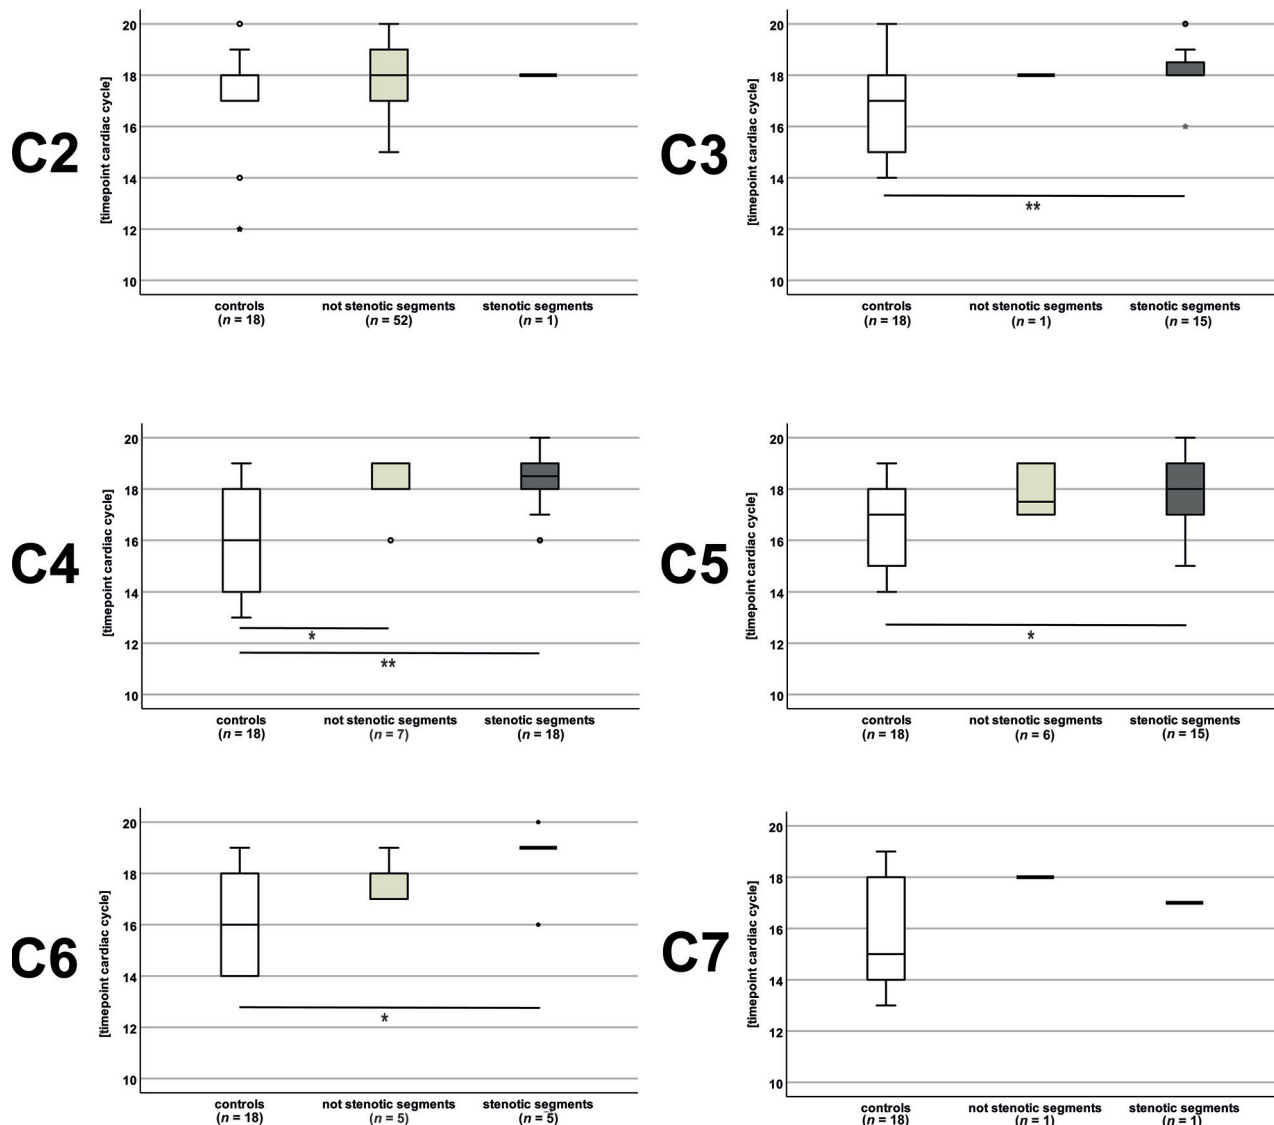 C2
[timepoint cardiac cycle]
20
18
16
14
12
10
controls
(n = 18)
not stenotic segments
(n = 52)
stenotic segments
(n = 1)
C3
[timepoint cardiac cycle]
20
18
16
14
12
10
**
controls
(n = 18)
not stenotic segments
(n = 1)
stenotic segments
(n = 15)
C4
[timepoint cardiac cycle]
20
18
16
14
12
10
*
**
controls
(n = 18)
not stenotic segments
(n = 7)
stenotic segments
(n = 18)
C5
[timepoint cardiac cycle]
20
18
16
14
12
10
*
controls
(n = 18)
not stenotic segments
(n = 6)
stenotic segments
(n = 15)
C6
[timepoint cardiac cycle]
20
18
16
14
12
10
*
controls
(n = 18)
not stenotic segments
(n = 5)
stenotic segments
(n = 5)
C7
[timepoint cardiac cycle]
20
18
16
14
12
10
controls
(n = 18)
not stenotic segments
(n = 1)
stenotic segments
(n = 1)